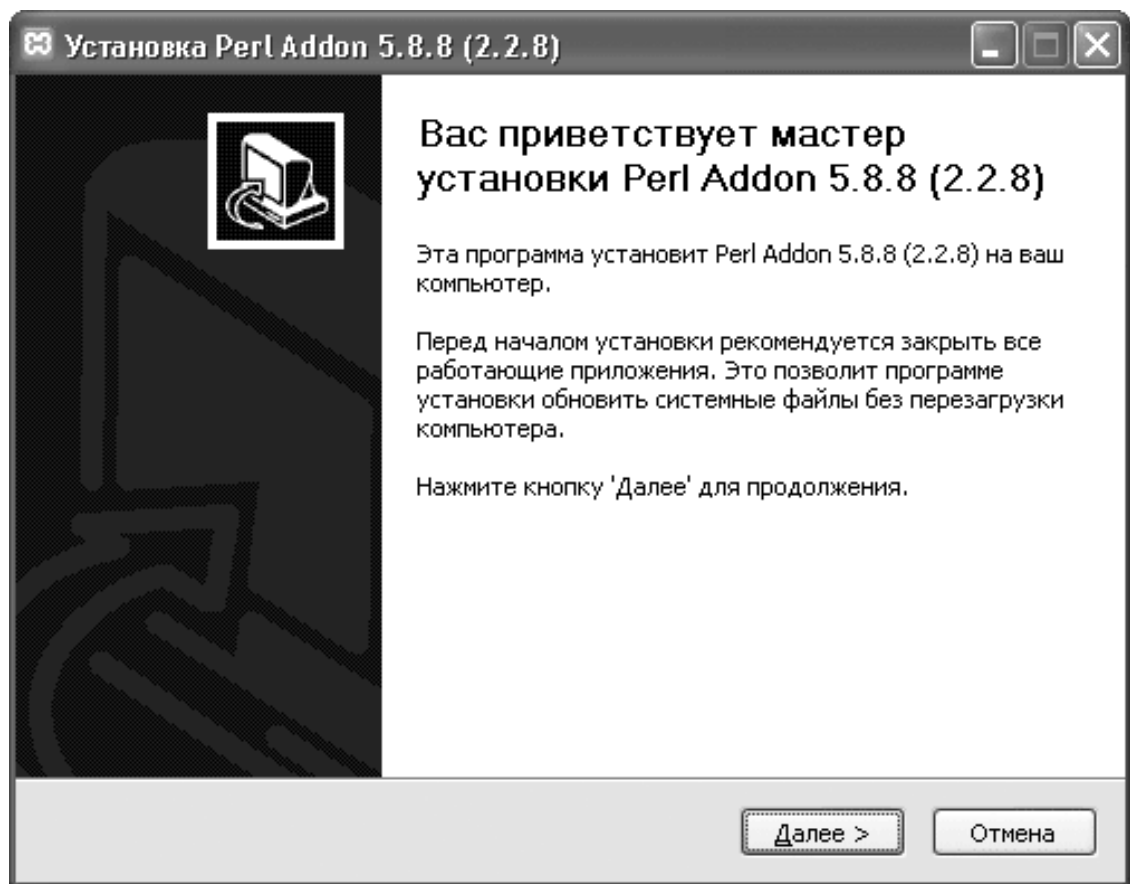 Установка Perl Addon 5.8.8 (2.2.8)
Вас приветствует мастер
установки Perl Addon 5.8.8 (2.2.8)
Эта программа установит Perl Addon 5.8.8 (2.2.8) на ваш
компьютер.
Перед началом установки рекомендуется закрыть все
работающие приложения. Это позволит программе
установки обновить системные файлы без перезагрузки
компьютера.
Нажмите кнопку 'Далее' для продолжения.
Далее >
Отмена